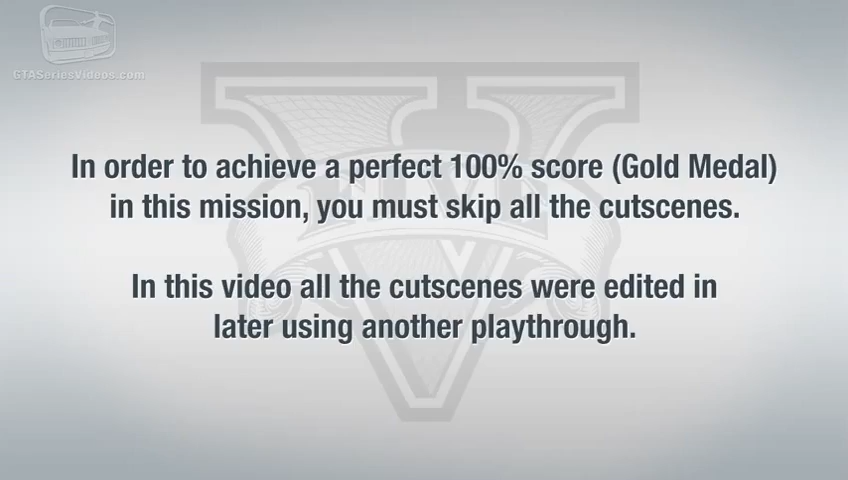 GTASeriesVideos.com
In order to achieve a perfect 100% score (Gold Medal)
in this mission, you must skip all the cutscenes.
In this video all the cutscenes were edited in
later using another playthrough.
FIVE